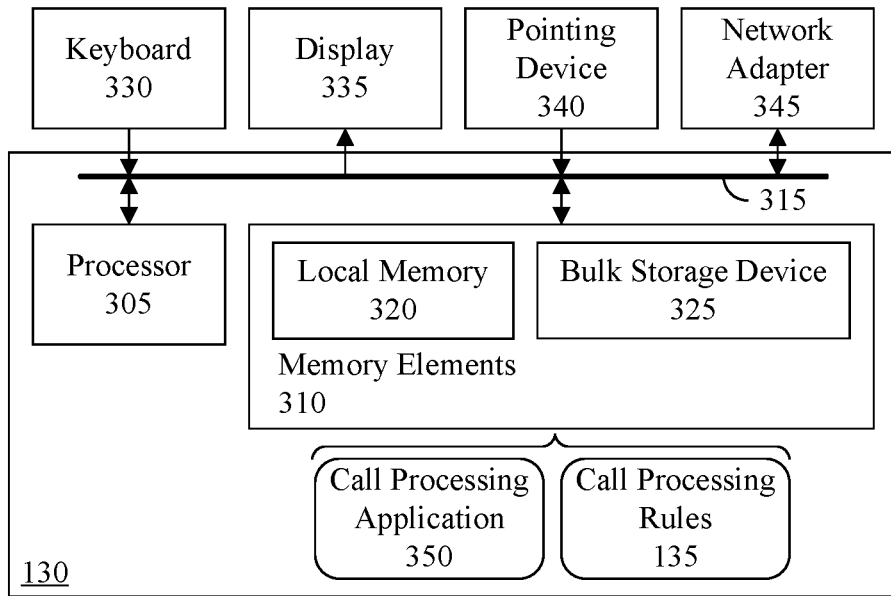 Keyboard
330
Display
335
Pointing
Device
340
Network
Adapter
345
315
Processor
305
Local Memory
320
Bulk Storage Device
325
Memory Elements
310
Call Processing
Application
350
Call Processing
Rules
135
130